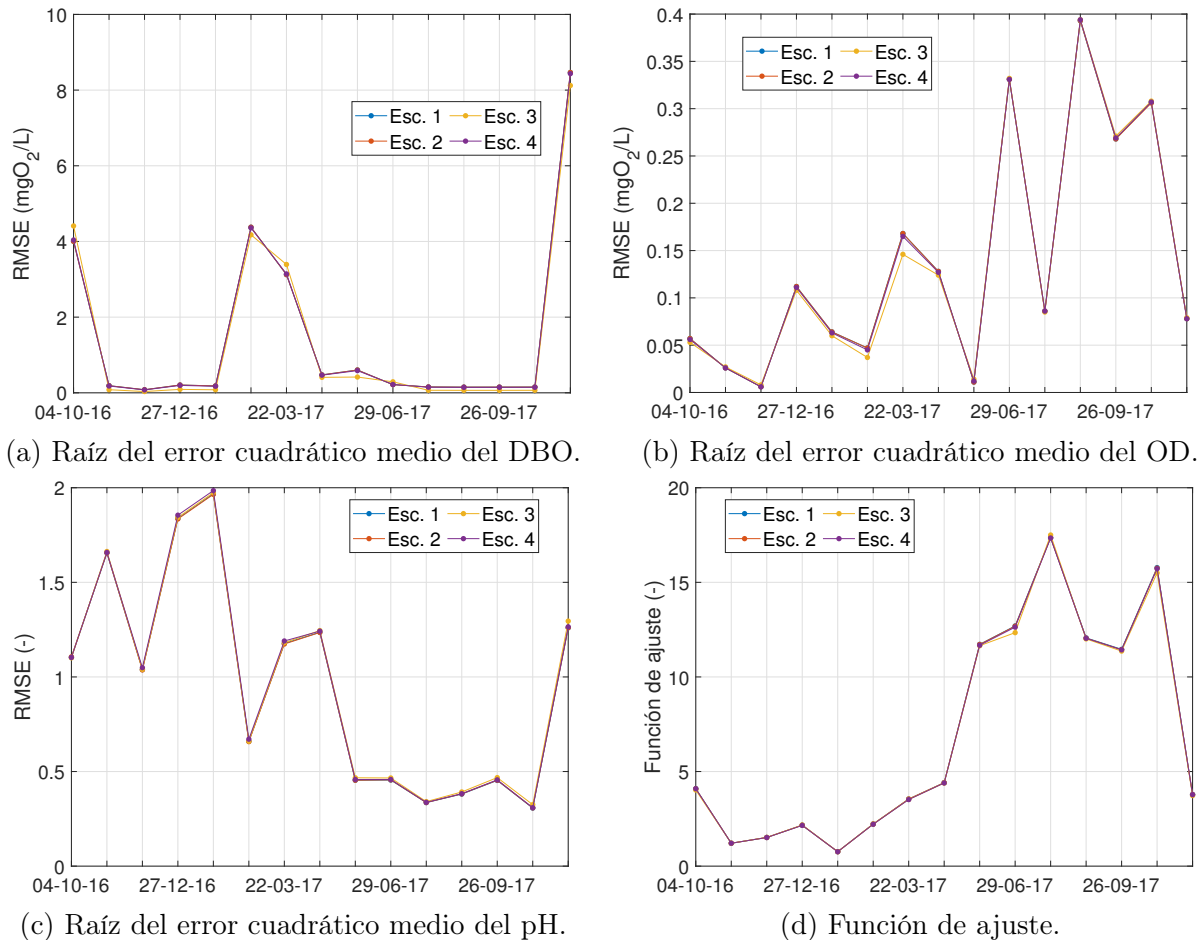 10
8
6
4
2
0
RMSE (mgO2/L)
Esc. 1 Esc. 3
Esc. 2 Esc. 4
04-10-16 27-12-16 22-03-17 29-06-17 26-09-17
(a) Raíz del error cuadrático medio del DBO.
0.4
0.35
0.3
0.25
0.2
0.15
0.1
0.05
0
RMSE (mgO2/L)
Esc. 1 Esc. 3
Esc. 2 Esc. 4
04-10-16 27-12-16 22-03-17 29-06-17 26-09-17
(b) Raíz del error cuadrático medio del OD.
2
1.5
1
0.5
0
RMSE (-)
Esc. 1 Esc. 3
Esc. 2 Esc. 4
04-10-16 27-12-16 22-03-17 29-06-17 26-09-17
(c) Raíz del error cuadrático medio del pH.
20
15
10
5
0
Función de ajuste (-)
Esc. 1 Esc. 3
Esc. 2 Esc. 4
04-10-16 27-12-16 22-03-17 29-06-17 26-09-17
(d) Función de ajuste.